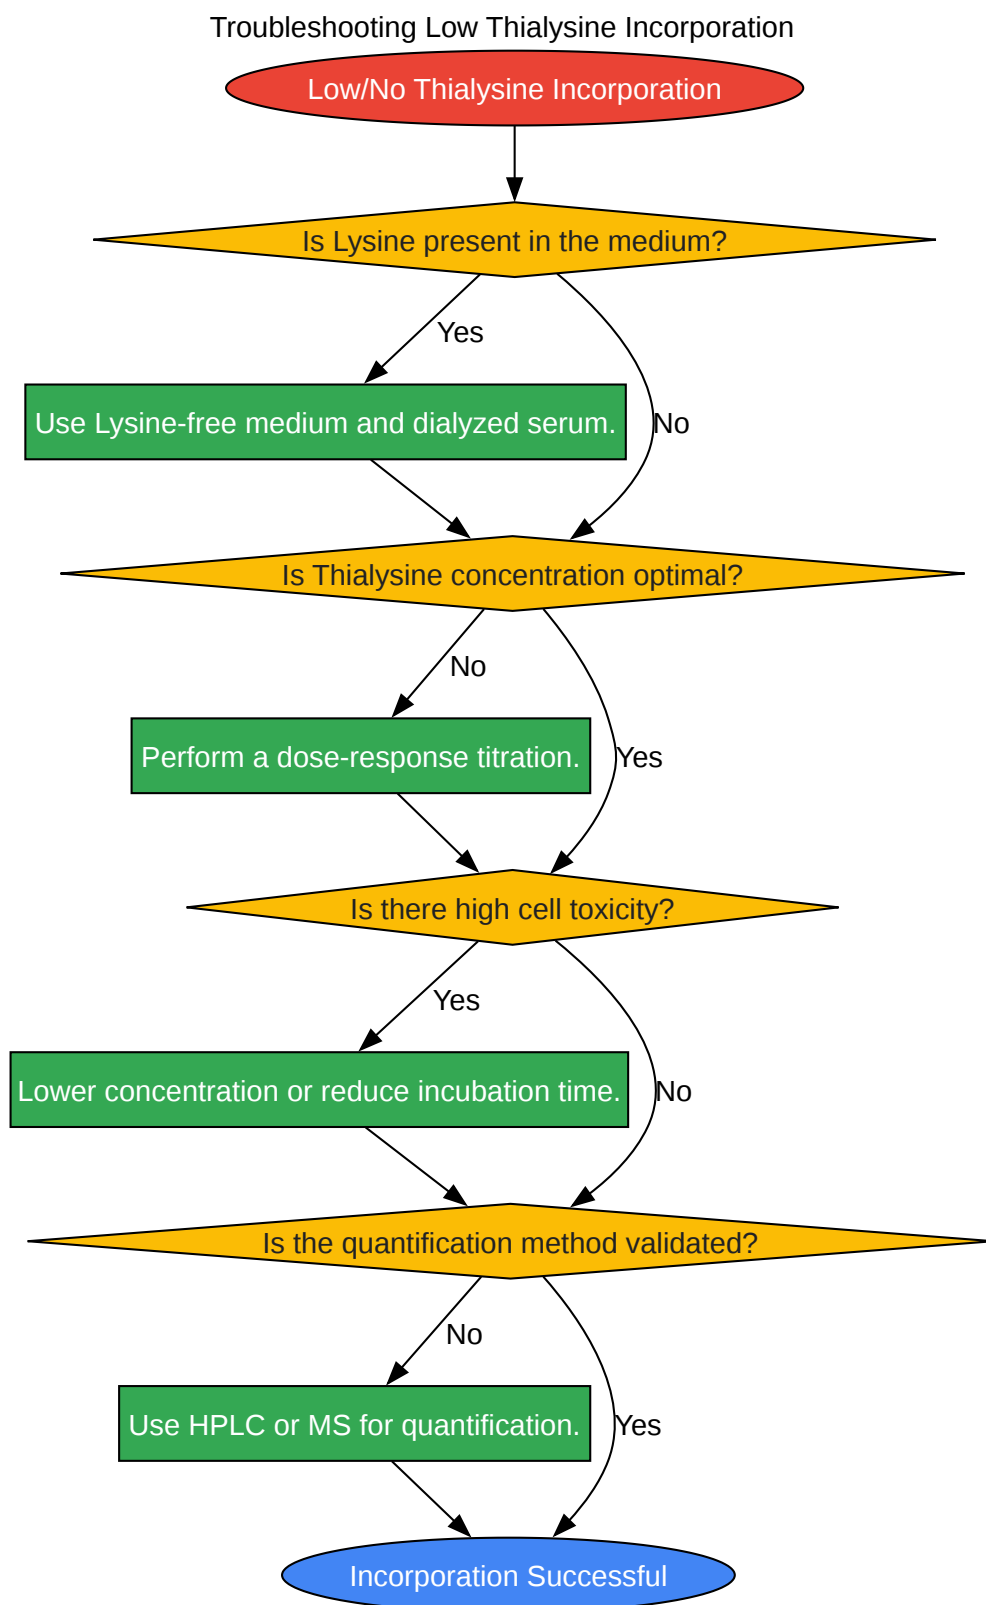 Troubleshooting Low Thialysine Incorporation
Low/No Thialysine Incorporation
Is Lysine present in the medium?
Yes
Use Lysine-free medium and dialyzed serum.
No
Is Thialysine concentration optimal?
No
Perform a dose-response titration.
Yes
Is there high cell toxicity?
Yes
Lower concentration or reduce incubation time.
No
Is the quantification method validated?
No
Use HPLC or MS for quantification.
Yes
Incorporation Successful